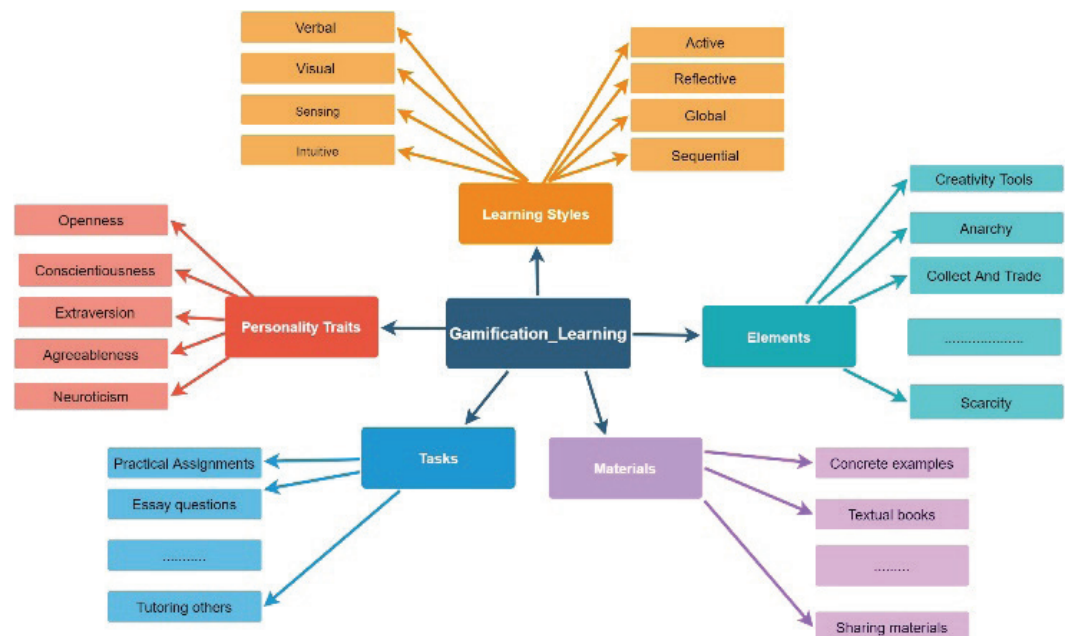 Verbal
Visual
Sensing
Intuitive
Active
Reflective
Global
Sequential
Learning Styles
Openness
Conscientiousness
Extraversion
Agreeableness
Neuroticism
Personality Traits
Gamification_Learning
Elements
Creativity Tools
Anarchy
Collect And Trade
....................
Scarcity
Tasks
Practical Assignments
Essay questions
...........
Tutoring others
Materials
Concrete examples
Textual books
.........
Sharing materials